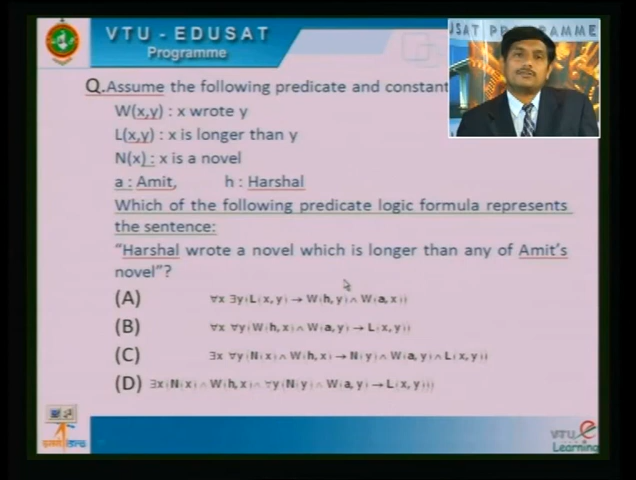 VTU - EDUSAT
Programme
USAT PROGRAMME
Q.Assume the following predicate and constant
W(x,y) : x wrote y
L(x,y) : x is longer than y
N(x) : x is a novel
a : Amit, h : Harshal
Which of the following predicate logic formula represents
the sentence:
“Harshal wrote a novel which is longer than any of Amit’s
novel”?
(A) ∀x ∃y(L(x,y) → W(h,y) ∧ W(a,x))
(B) ∀x ∀y(W(h,x) ∧ W(a,y) → L(x,y))
(C) ∃x ∀y(N(x) ∧ W(h,x) → N(y) ∧ W(a,y) ∧ L(x,y))
(D) ∃x(N(x) ∧ W(h,x) ∧ ∀y(N(y) ∧ W(a,y) → L(x,y)))
VTU e
Learning